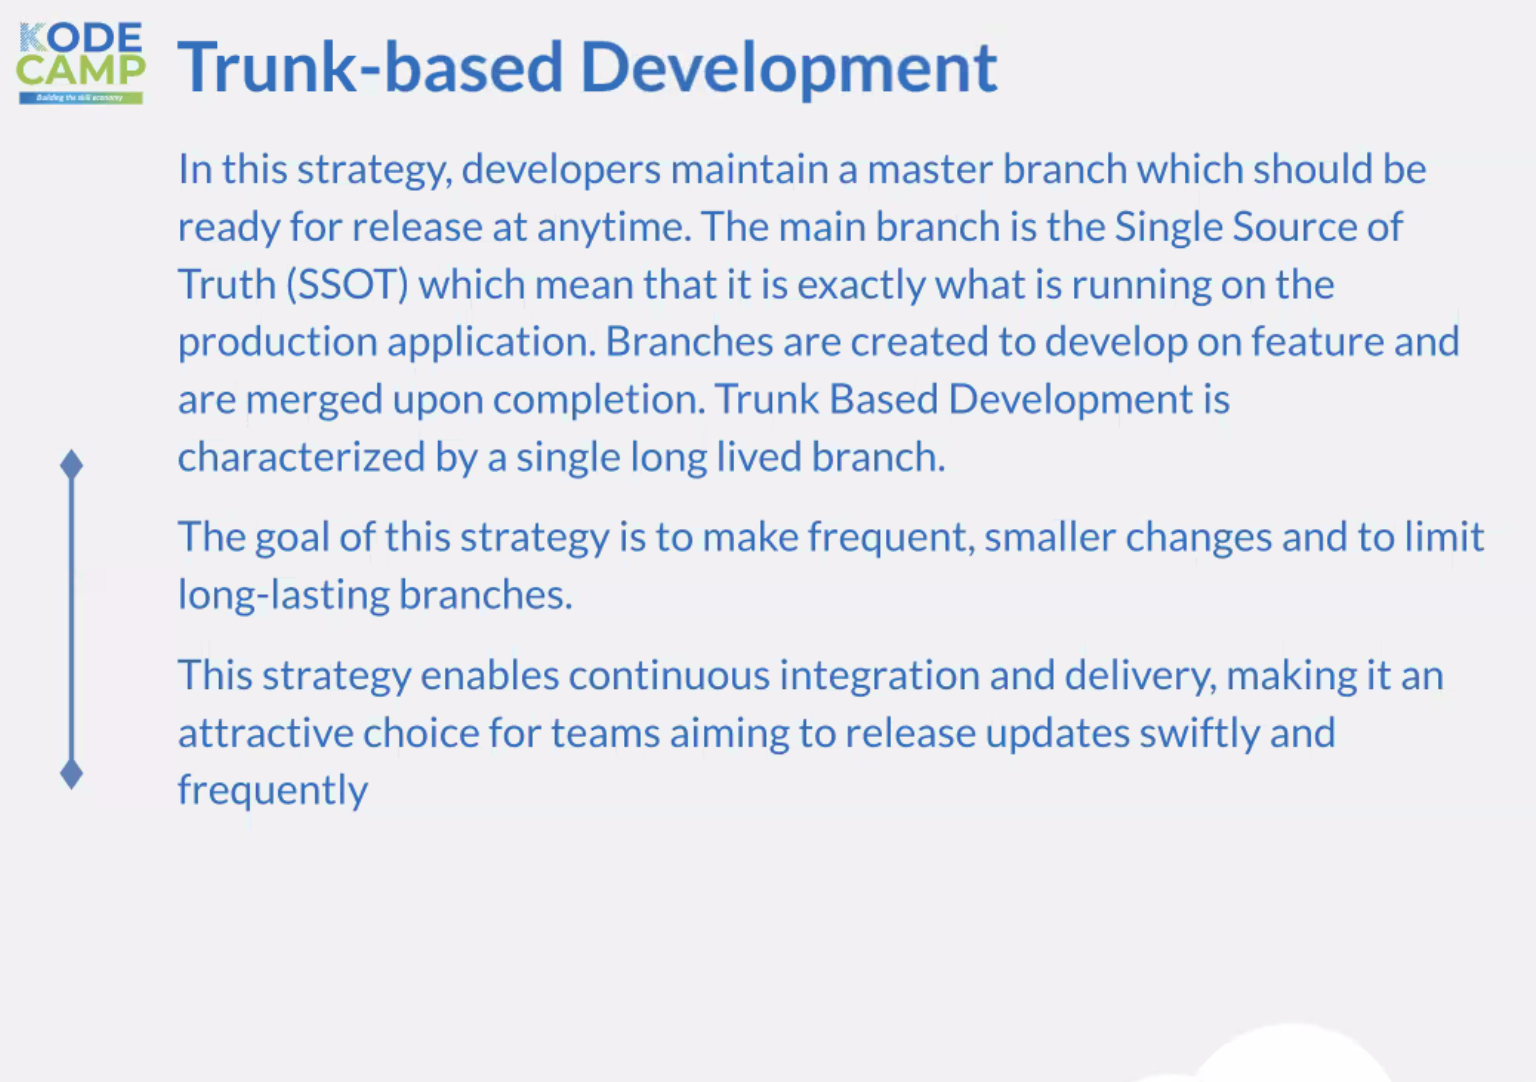 KODE
CAMP
Building the skill economy
Trunk-based Development
In this strategy, developers maintain a master branch which should be
ready for release at anytime. The main branch is the Single Source of
Truth (SSOT) which mean that it is exactly what is running on the
production application. Branches are created to develop on feature and
are merged upon completion. Trunk Based Development is
characterized by a single long lived branch.
The goal of this strategy is to make frequent, smaller changes and to limit
long-lasting branches.
This strategy enables continuous integration and delivery, making it an
attractive choice for teams aiming to release updates swiftly and
frequently